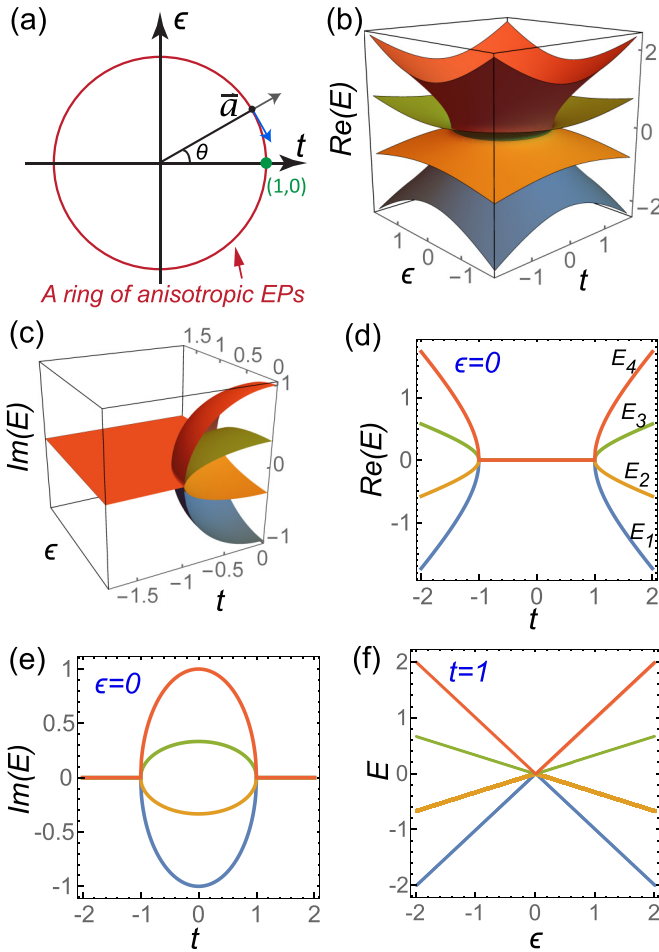 (a)
ϵ
a̅
θ
t
(1,0)
A ring of anisotropic EPs
(b)
Re(E)
2
0
-2
1
0
-1
ϵ
-1
0
1
t
(c)
1.5
1
0.5
0
Im(E)
1
0
-1
ϵ
-1.5
-1
-0.5
0
t
(d)
ϵ=0
Re(E)
1
0
-1
E4
E3
E2
E1
-2 -1 0 1 2
t
(e)
ϵ=0
Im(E)
1
0.5
0
-0.5
-1
-2 -1 0 1 2
t
(f)
t=1
E
2
1
0
-1
-2
-2 -1 0 1 2
ϵ